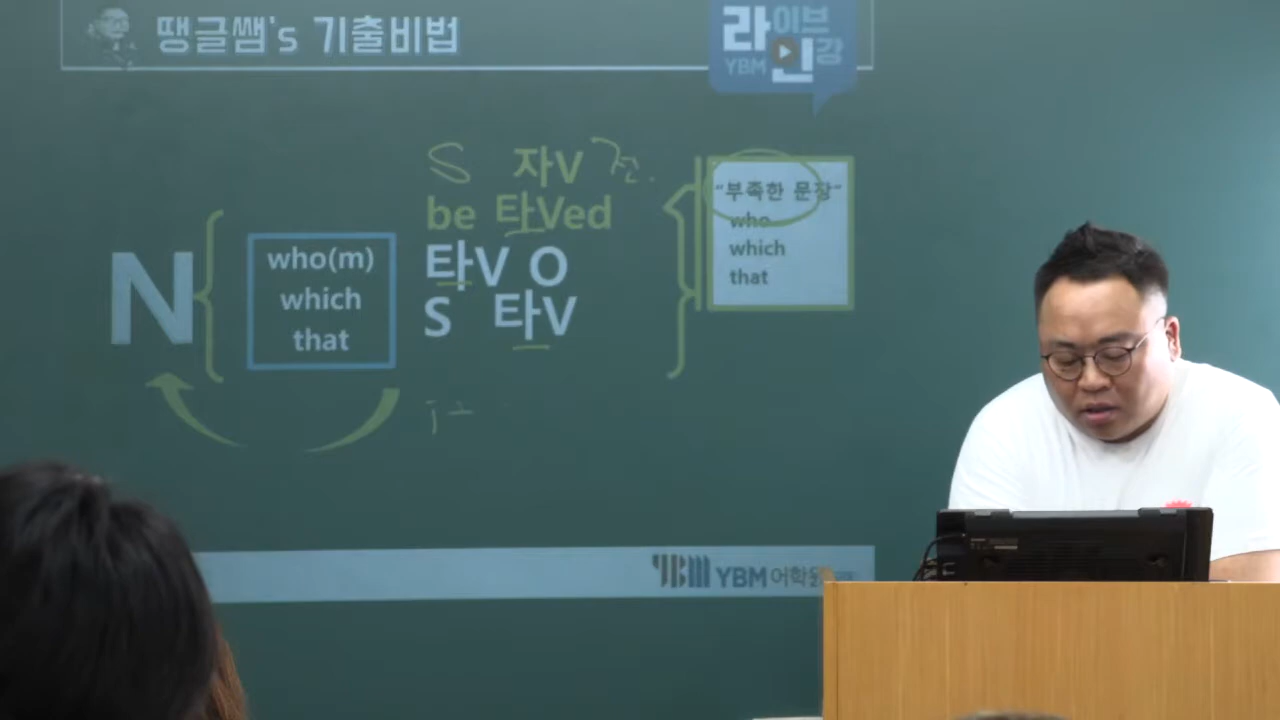 땡글쌤's 기출비법
라이브
YBM 인강
N
who(m)
which
that
S 자V 전.
be 타Ved
타V O
S 타V
"부족한 문장"
who
which
that
YBM YBM 어학원